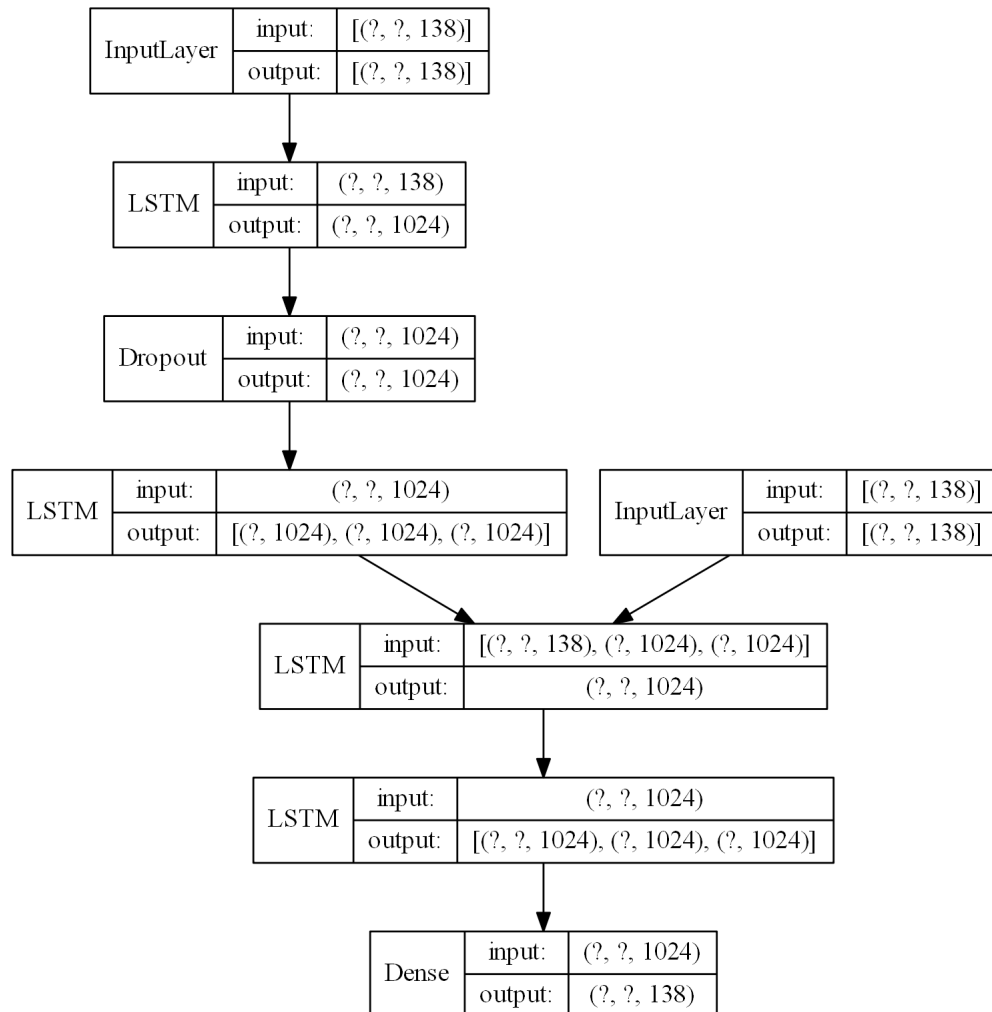 InputLayer input: [(?, ?, 138)]
output: [(?, ?, 138)]
LSTM input: (?, ?, 138)
output: (?, ?, 1024)
Dropout input: (?, ?, 1024)
output: (?, ?, 1024)
LSTM input: (?, ?, 1024)
output: [(?, 1024), (?, 1024), (?, 1024)]
InputLayer input: [(?, ?, 138)]
output: [(?, ?, 138)]
LSTM input: [(?, ?, 138), (?, 1024), (?, 1024)]
output: (?, ?, 1024)
LSTM input: (?, ?, 1024)
output: [(?, ?, 1024), (?, 1024), (?, 1024)]
Dense input: (?, ?, 1024)
output: (?, ?, 138)